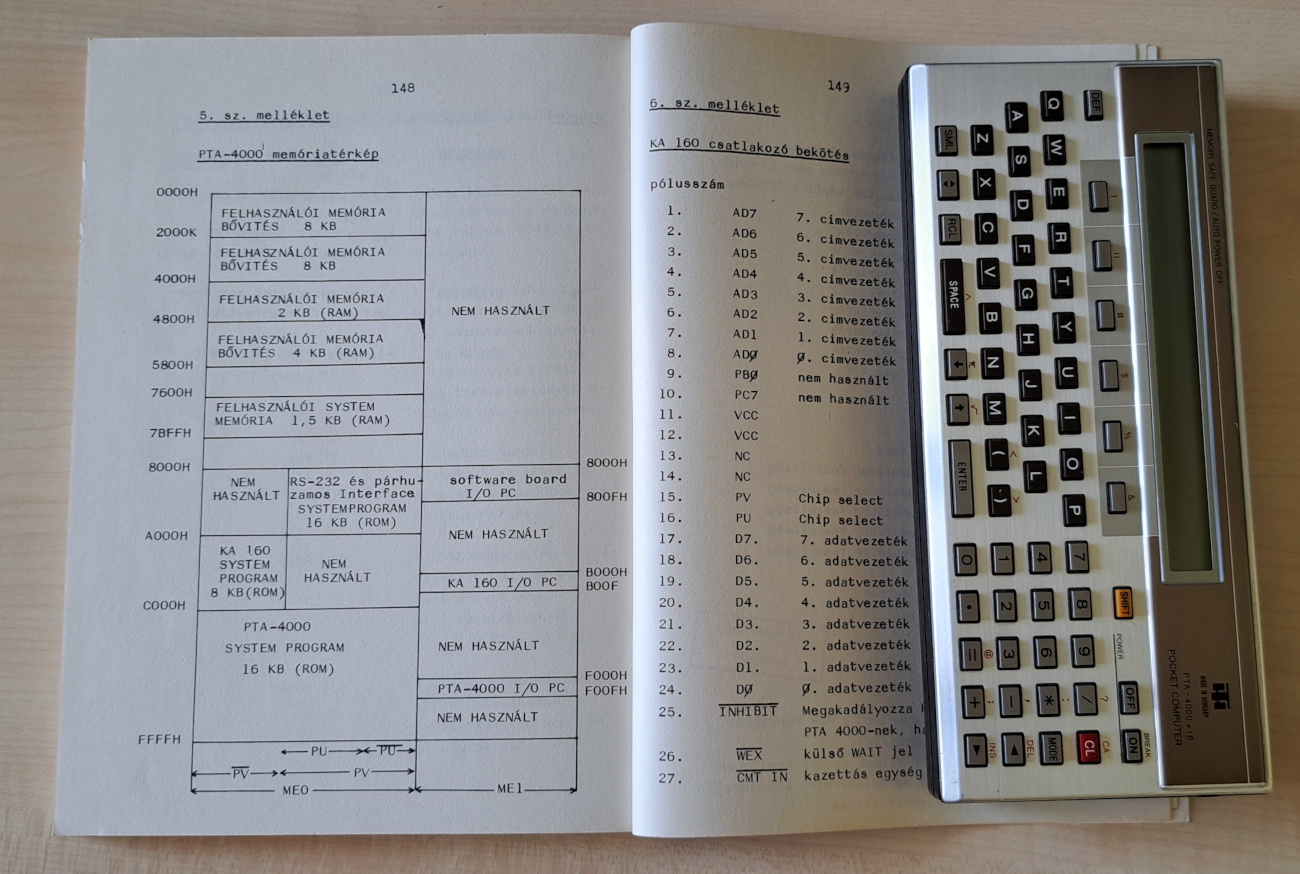 148
5. sz. melléklet
PTA-4000 memóriatérkép
0000H
FELHASZNÁLÓI MEMÓRIA
BŐVITÉS 8 KB
2000K
FELHASZNÁLÓI MEMÓRIA
BŐVITÉS 8 KB
4000H
FELHASZNÁLÓI MEMÓRIA
2 KB (RAM)
4800H
FELHASZNÁLÓI MEMÓRIA
BŐVITÉS 4 KB (RAM)
5800H
7600H
FELHASZNÁLÓI SYSTEM
MEMÓRIA 1,5 KB (RAM)
7BFFH
8000H
NEM
HASZNÁLT
RS-232 és párhu-
zamos Interface
SYSTEMPROGRAM
16 KB (ROM)
A000H
KA 160
SYSTEM
PROGRAM
8 KB(ROM)
NEM
HASZNÁLT
C000H
PTA-4000
SYSTEM PROGRAM
16 KB (ROM)
FFFFH
NEM HASZNÁLT
8000H
software board
I/O PC
800FH
NEM HASZNÁLT
B000H
KA 160 I/O PC
B00F
NEM HASZNÁLT
F000H
PTA-4000 I/O PC
F00FH
NEM HASZNÁLT
PU
PU
PV
PV
ME0
ME1
149
6. sz. melléklet
KA 160 csatlakozó bekötés
pólusszám
1. AD7 7. cimvezeték
2. AD6 6. cimvezeték
3. AD5 5. cimvezeték
4. AD4 4. cimvezeték
5. AD3 3. cimvezeték
6. AD2 2. cimvezeték
7. AD1 1. cimvezeték
8. ADØ Ø. cimvezeték
9. PBØ nem használt
10. PC7 nem használt
11. VCC
12. VCC
13. NC
14. NC
15. PV Chip select
16. PU Chip select
17. D7. 7. adatvezeték
18. D6. 6. adatvezeték
19. D5. 5. adatvezeték
20. D4. 4. adatvezeték
21. D3. 3. adatvezeték
22. D2. 2. adatvezeték
23. D1. 1. adatvezeték
24. DØ Ø. adatvezeték
25. INHIBIT Megakadályozza
PTA 4000-nek, ha
26. WEX külső WAIT jel
27. CMT IN kazettás egység
MEMORY SAFE GUARD / AUTO POWER OFF
PTA-4000+16
POCKET COMPUTER
DEF
! " # $ % &
SHIFT
POWER
OFF
BREAK
ON
Q W E R T Y U I O P
7 8 9 / ?
CL CA
A S D F G H J K L
4 5 6 * :
MODE
Z X C V B N M ( < ) >
1 2 3 - ,
◄ DEL
SML
RCL
SPACE ^
ENTER
0 . = @ + ;
► INS